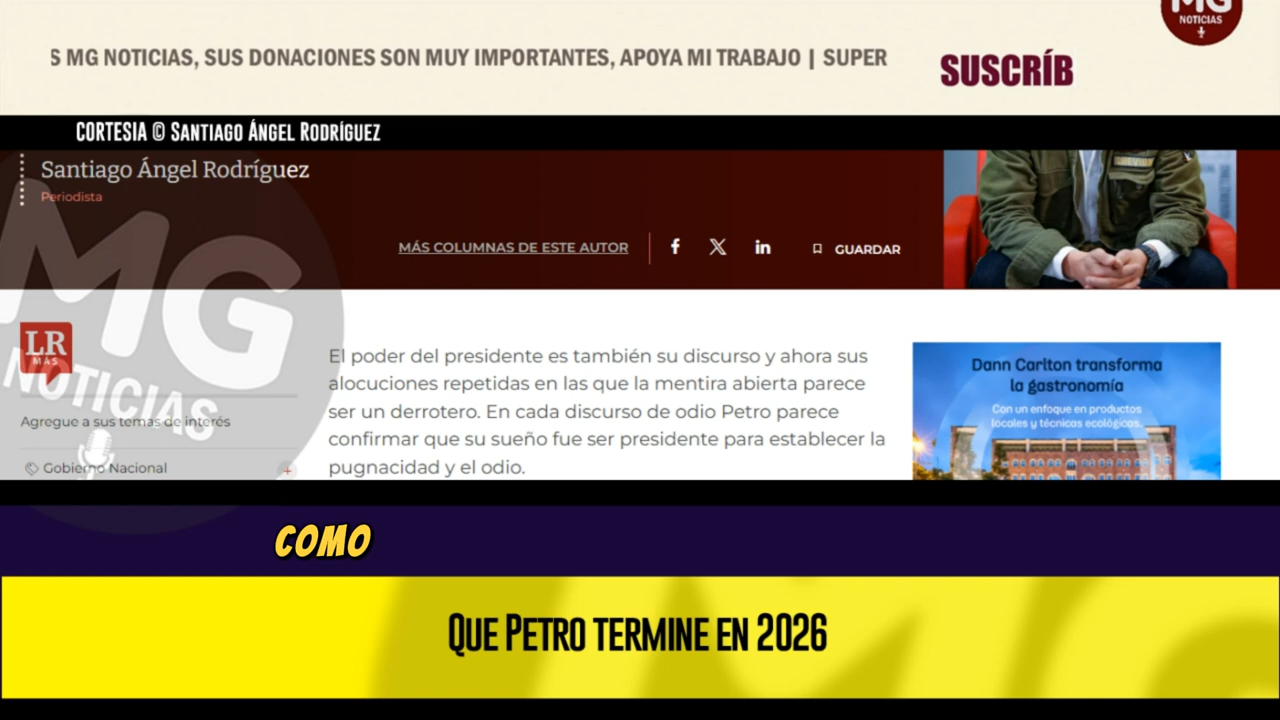 MG
NOTICIAS
S MG NOTICIAS, SUS DONACIONES SON MUY IMPORTANTES, APOYA MI TRABAJO | SUPER
SUSCRÍB
CORTESIA © SANTIAGO ÁNGEL RODRÍGUEZ
Santiago Ángel Rodríguez
Periodista
MÁS COLUMNAS DE ESTE AUTOR
GUARDAR
MG
NOTICIAS
LR
MÁS
Agregue a sus temas de interés
Gobierno Nacional
El poder del presidente es también su discurso y ahora sus
alocuciones repetidas en las que la mentira abierta parece
ser un derrotero. En cada discurso de odio Petro parece
confirmar que su sueño fue ser presidente para establecer la
pugnacidad y el odio.
Dann Carlton transforma
la gastronomía
Con un enfoque en productos
locales y técnicas ecológicas.
COMO
QUE PETRO TERMINE EN 2026